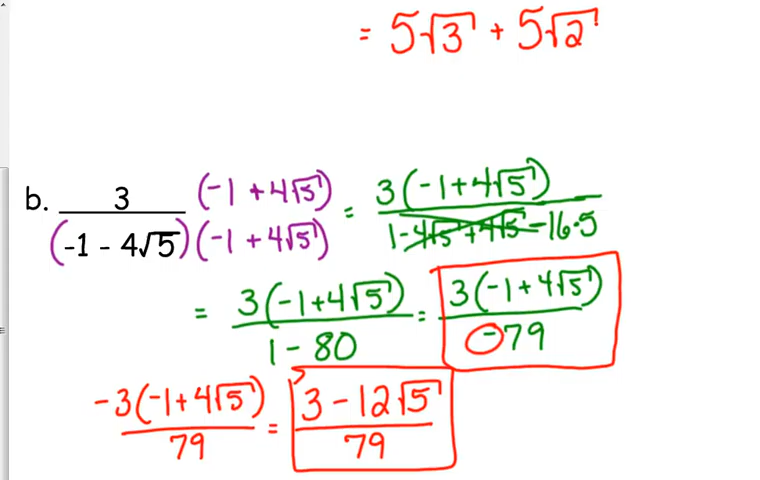 = 5√3 + 5√2
b. 3/(-1 - 4√5) (-1 + 4√5)/(-1 + 4√5) = 3(-1+4√5)/(1-4√5+4√5-16·5)
= 3(-1+4√5)/(1-80) = 3(-1+4√5)/-79
-3(-1+4√5)/79 = (3-12√5)/79